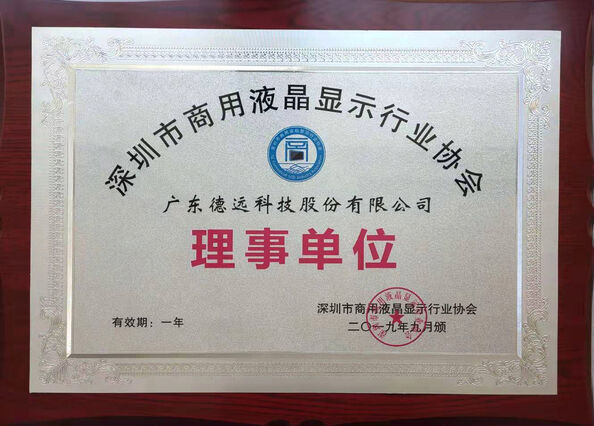 深圳市商用液晶显示行业协会
广东德远科技股份有限公司
理事单位
有效期：一年
深圳市商用液晶显示行业协会
二〇一九年九月颁